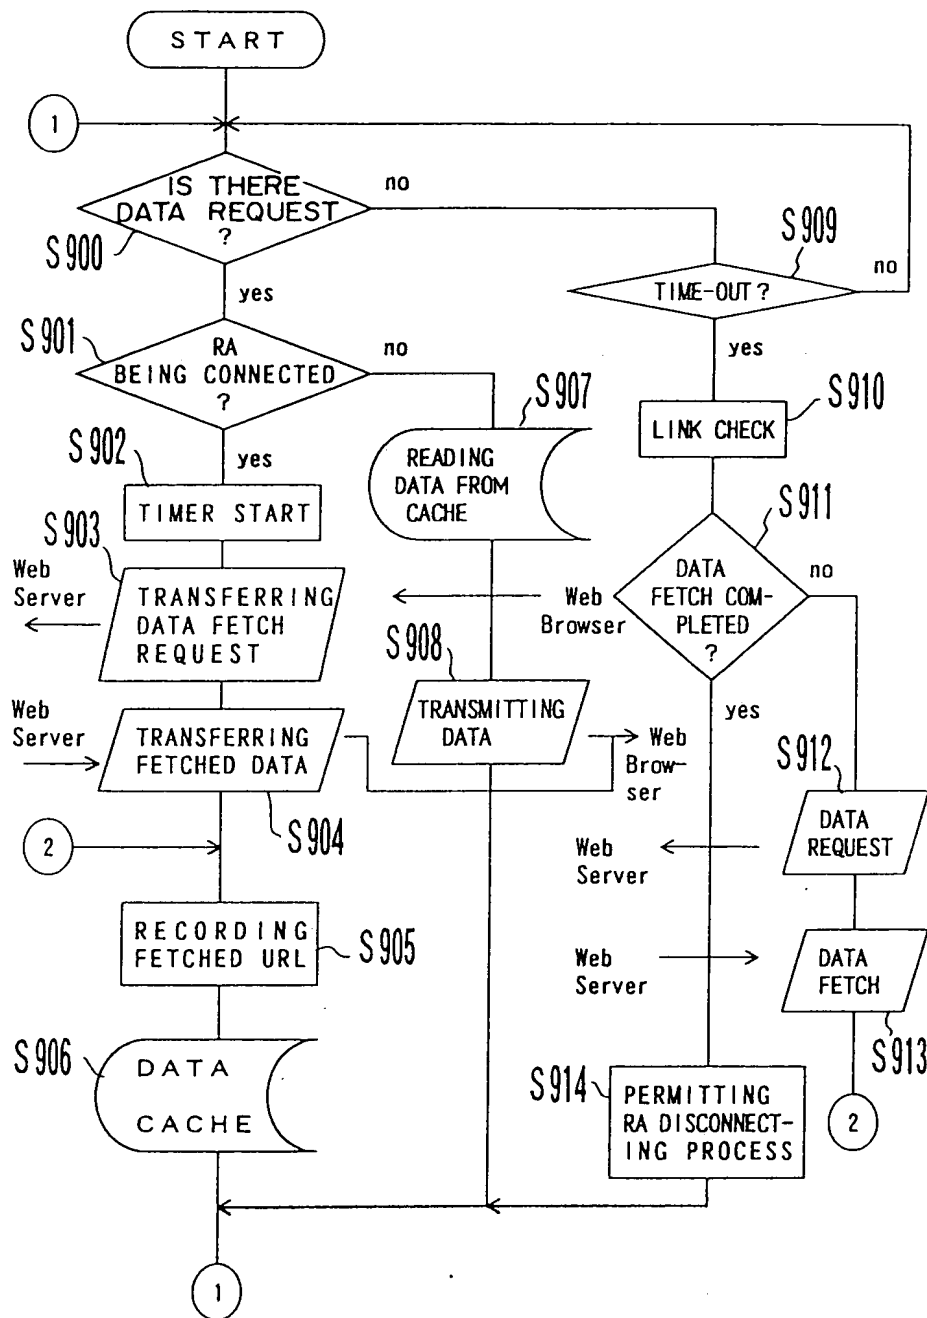 START
1
IS THERE
DATA REQUEST
?
no
S900
S909
TIME-OUT?
no
yes
yes
S901
RA
BEING CONNECTED
?
no
S907
S910
LINK CHECK
S902
yes
READING
DATA FROM
CACHE
TIMER START
S911
S903
Web
Server
TRANSFERRING
DATA FETCH
REQUEST
Web
Browser
DATA
FETCH COM-
PLETED
?
no
S908
yes
Web
Server
TRANSFERRING
FETCHED DATA
TRANSMITTING
DATA
Web
Brow-
ser
S912
S904
2
Web
Server
DATA
REQUEST
RECORDING
FETCHED URL
S905
Web
Server
DATA
FETCH
S913
S906
DATA
CACHE
S914
PERMITTING
RA DISCONNECT-
ING PROCESS
2
1